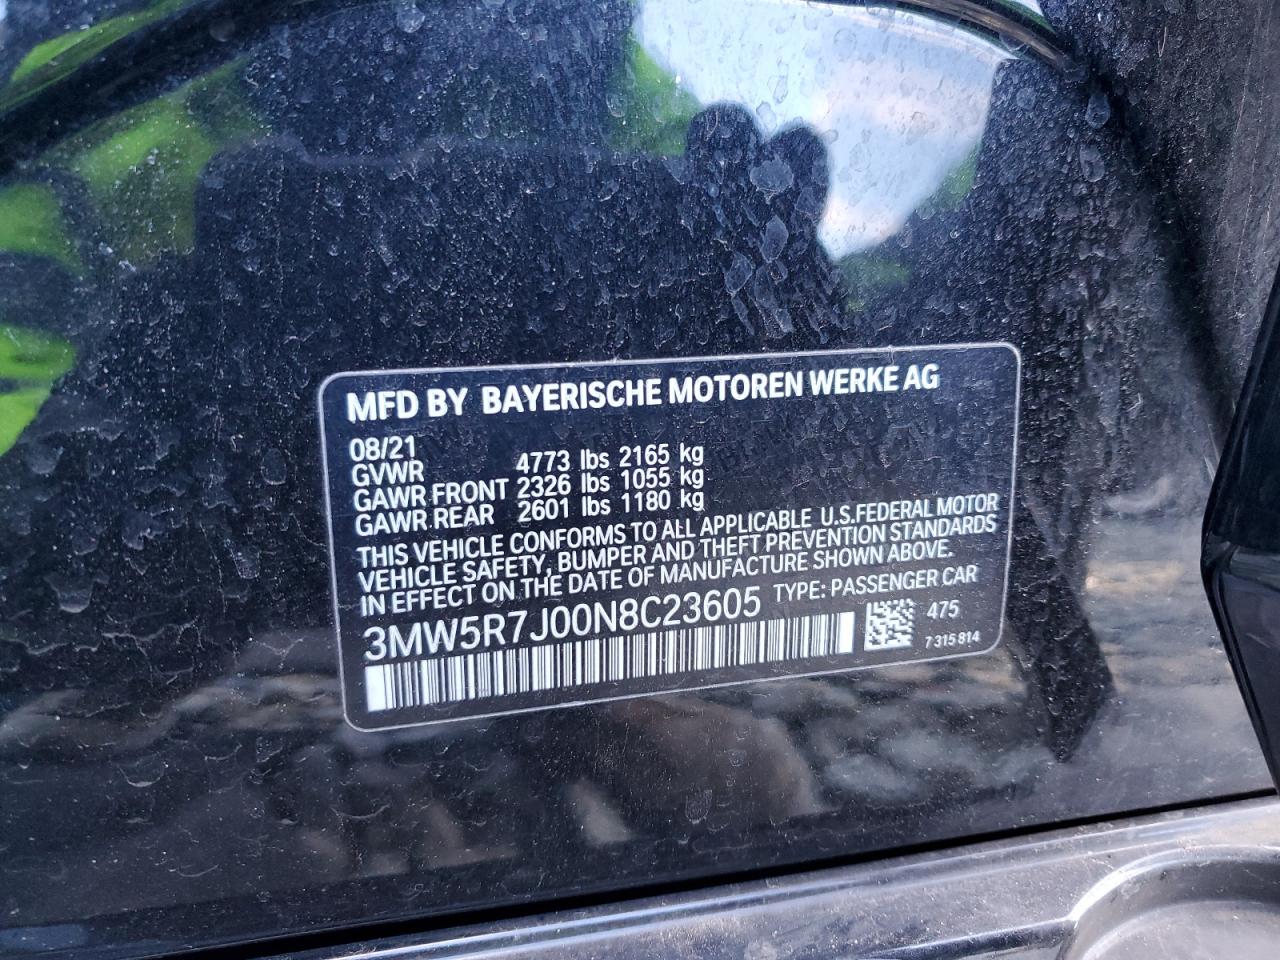 MFD BY BAYERISCHE MOTOREN WERKE AG
08/21
GVWR 4773 lbs 2165 kg
GAWR FRONT 2326 lbs 1055 kg
GAWR REAR 2601 lbs 1180 kg
THIS VEHICLE CONFORMS TO ALL APPLICABLE U.S.FEDERAL MOTOR
VEHICLE SAFETY, BUMPER AND THEFT PREVENTION STANDARDS
IN EFFECT ON THE DATE OF MANUFACTURE SHOWN ABOVE.
3MW5R7J00N8C23605 TYPE: PASSENGER CAR
475
7 315 814